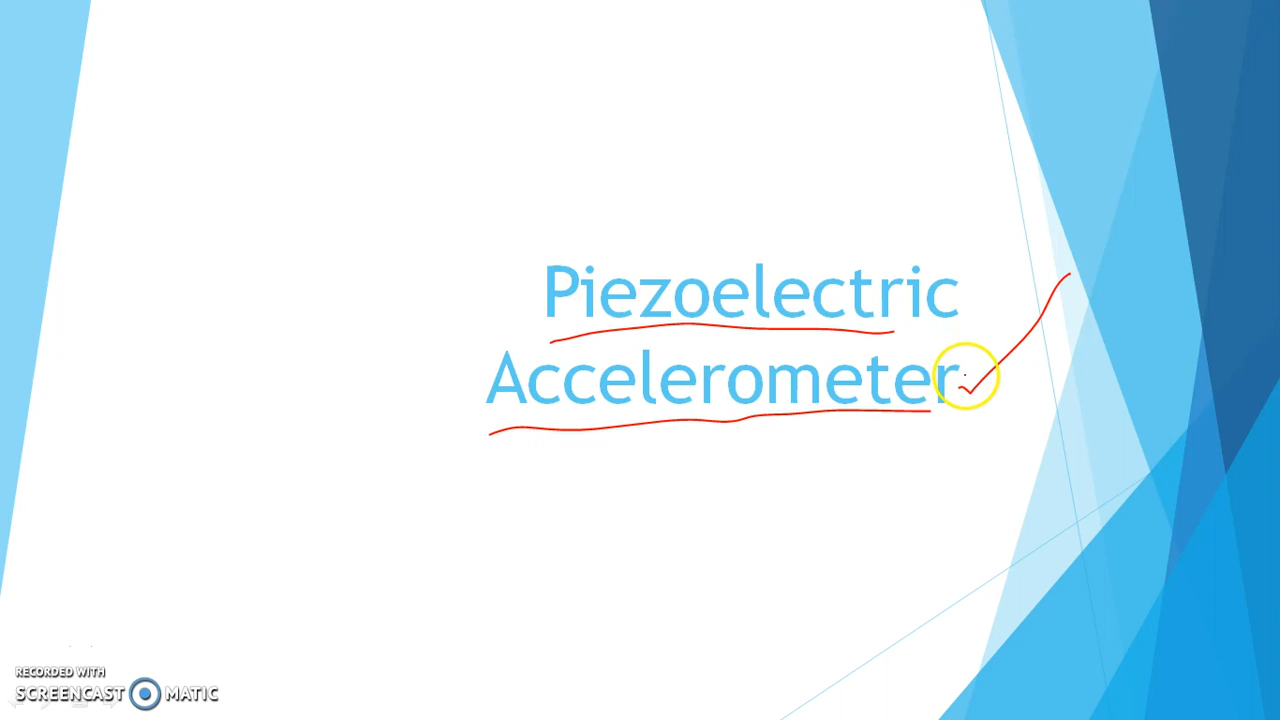 Piezoelectric
Accelerometer
RECORDED WITH
SCREENCAST MATIC